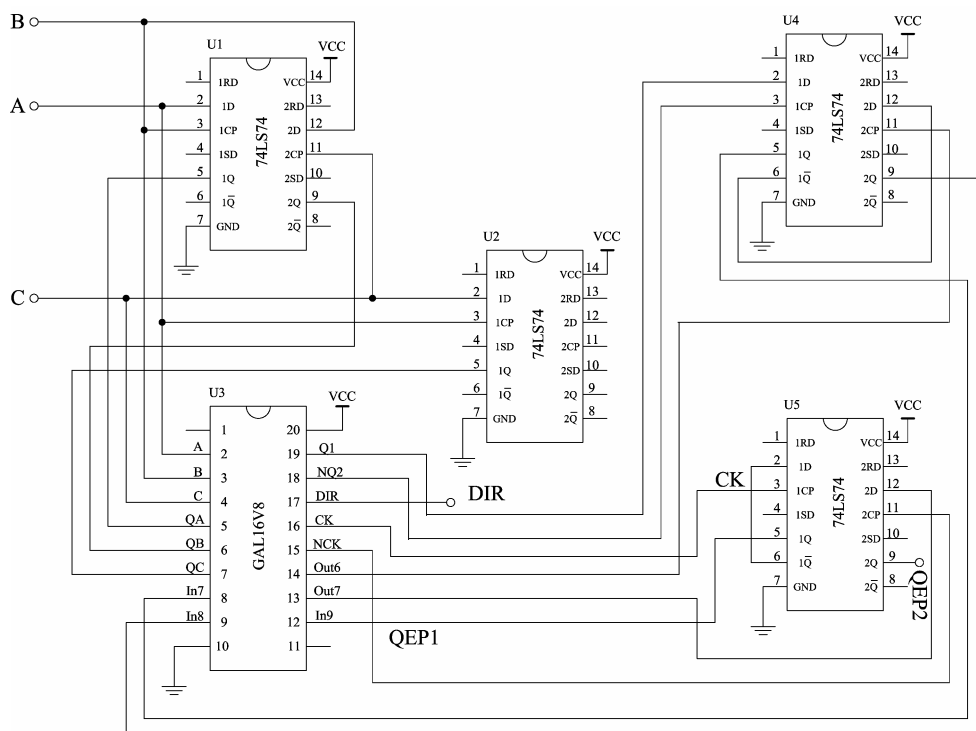 B
A
C
U1
VCC
1 1RD VCC 14
2 1D 2RD 13
3 1CP 2D 12
4 1SD 2CP 11
5 1Q 2SD 10
6 1Q̅ 2Q 9
7 GND 2Q̅ 8
74LS74
U4
VCC
1 1RD VCC 14
2 1D 2RD 13
3 1CP 2D 12
4 1SD 2CP 11
5 1Q 2SD 10
6 1Q̅ 2Q 9
7 GND 2Q̅ 8
74LS74
U2
VCC
1 1RD VCC 14
2 1D 2RD 13
3 1CP 2D 12
4 1SD 2CP 11
5 1Q 2SD 10
6 1Q̅ 2Q 9
7 GND 2Q̅ 8
74LS74
U3
VCC
1 20
A 2 19 Q1
B 3 18 NQ2
C 4 17 DIR
QA 5 16 CK
QB 6 15 NCK
QC 7 14 Out6
In7 8 13 Out7
In8 9 12 In9
10 11
GAL16V8
DIR
QEP1
CK
U5
VCC
1 1RD VCC 14
2 1D 2RD 13
3 1CP 2D 12
4 1SD 2CP 11
5 1Q 2SD 10
6 1Q̅ 2Q 9
7 GND 2Q̅ 8
74LS74
QEP2